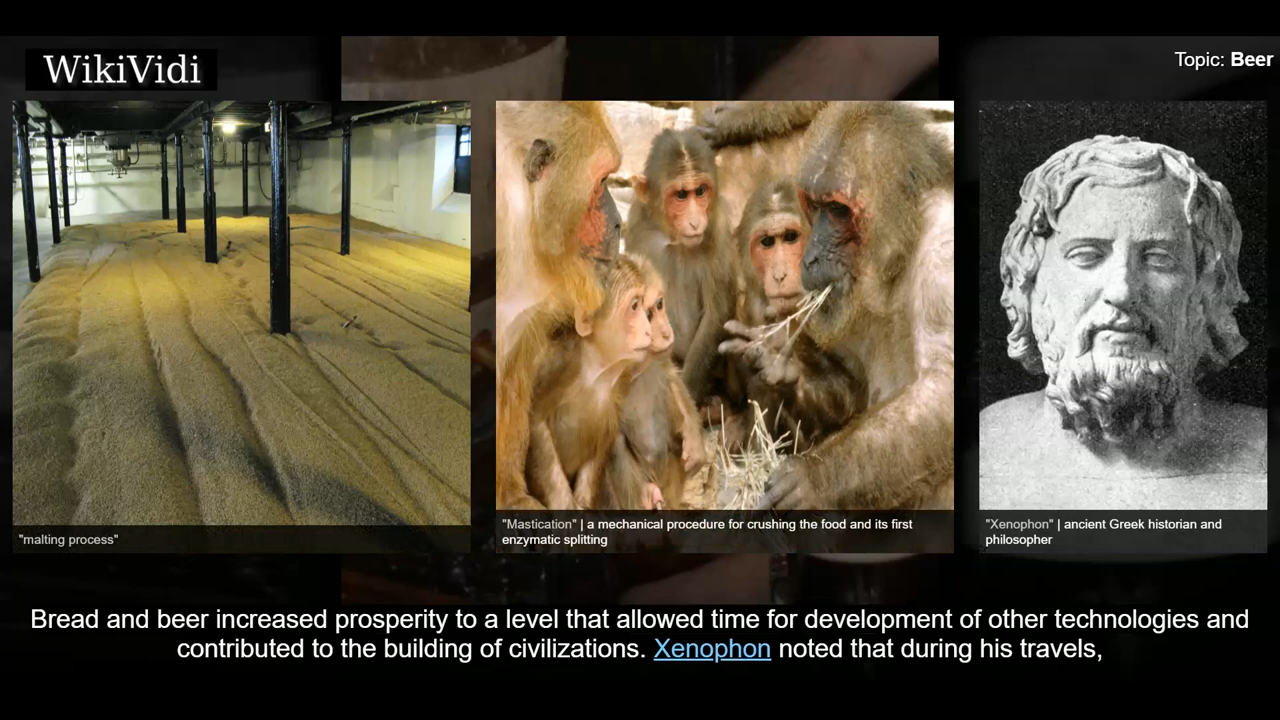 WikiVidi
Topic: Beer
"malting process"
"Mastication" | a mechanical procedure for crushing the food and its first
enzymatic splitting
"Xenophon" | ancient Greek historian and
philosopher
Bread and beer increased prosperity to a level that allowed time for development of other technologies and
contributed to the building of civilizations. Xenophon noted that during his travels,